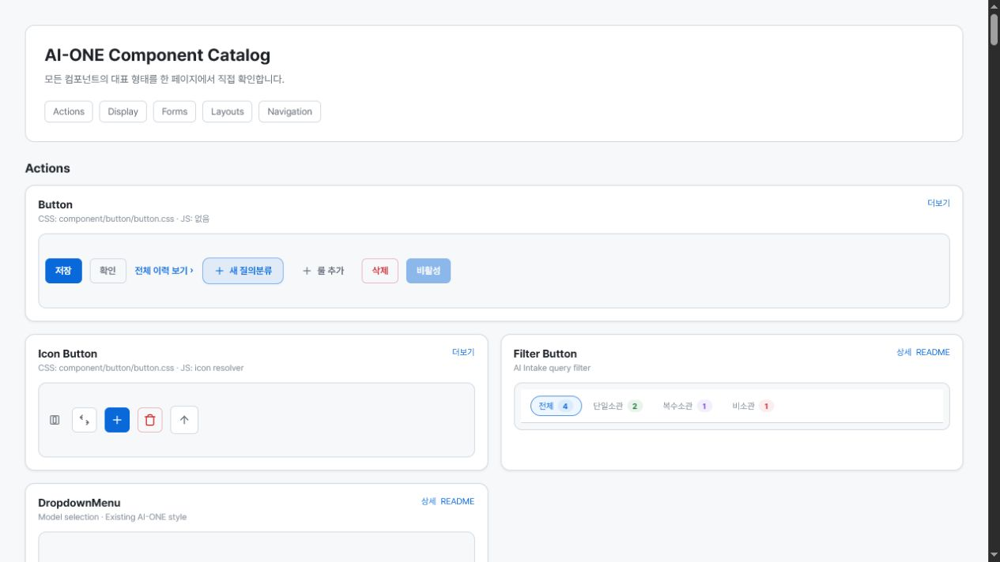 AI-ONE Component Catalog
모든 컴포넌트의 대표 형태를 한 페이지에서 직접 확인합니다.
Actions Display Forms Layouts Navigation
Actions
Button 더보기
CSS: component/button/button.css · JS: 없음
저장 확인 전체 이력 보기 › + 새 질의분류 + 룰 추가 삭제 비활성
Icon Button 더보기
CSS: component/button/button.css · JS: icon resolver
Filter Button 상세 README
AI Intake query filter
전체 4 단일소관 2 복수소관 1 비소관 1
DropdownMenu 상세 README
Model selection · Existing AI-ONE style